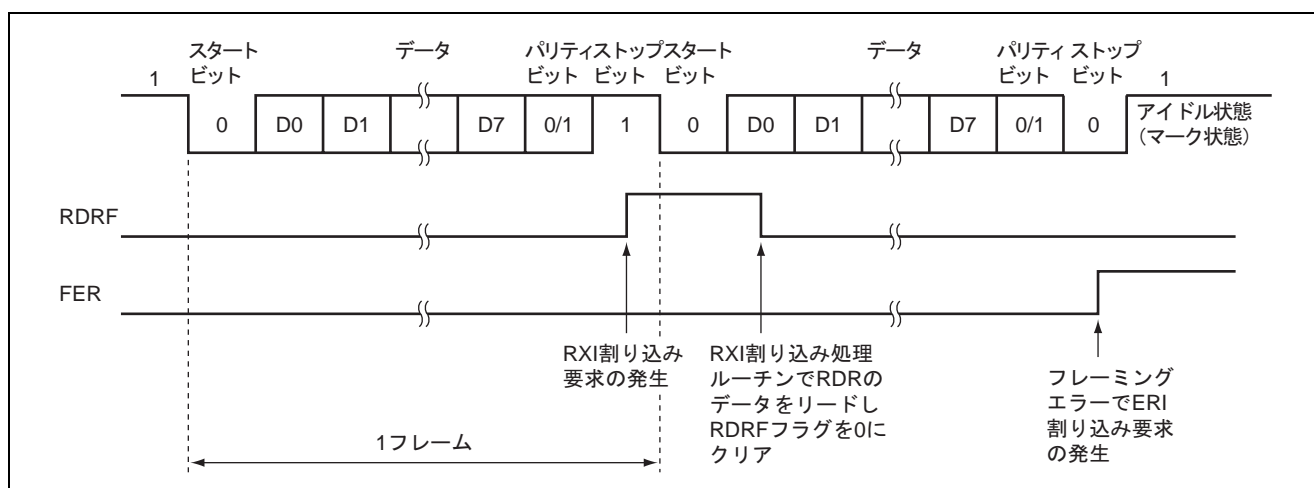 スタート データ パリティ ストップ スタート データ パリティ ストップ
1 ビット ビット ビット ビット ビット ビット 1
0 D0 D1 D7 0/1 1 0 D0 D1 D7 0/1 0 アイドル状態
(マーク状態)
RDRF
FER
RXI割り込み
要求の発生
RXI割り込み処理
ルーチンでRDRの
データをリードし
RDRFフラグを0に
クリア
フレーミング
エラーでERI
割り込み要求
の発生
1フレーム